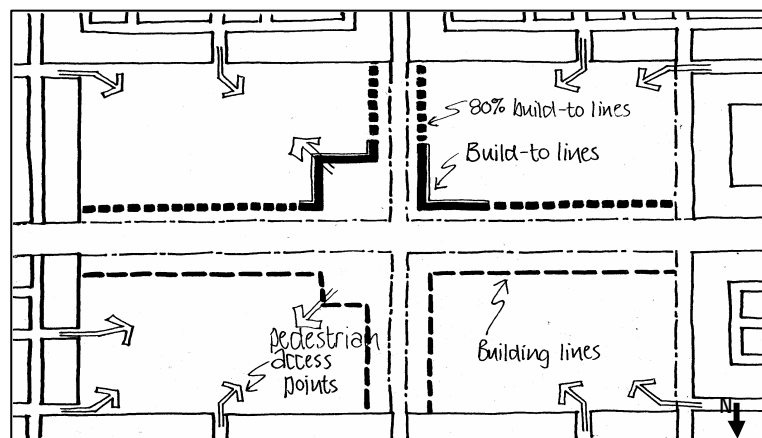 80% build-to lines
Build-to lines
pedestrian
access
points
Building lines
N